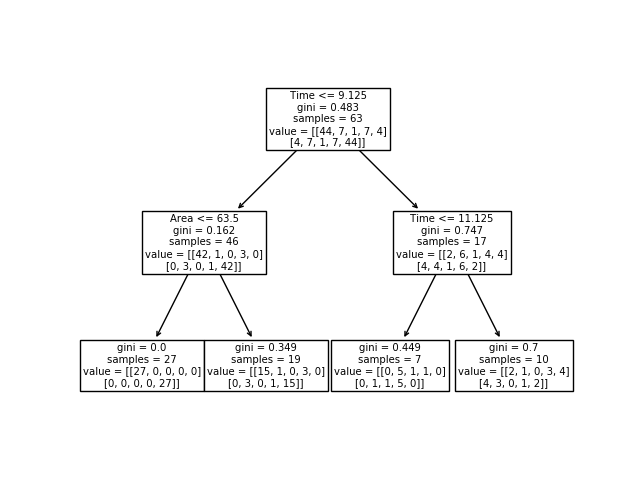 Time <= 9.125
gini = 0.483
samples = 63
value = [[44, 7, 1, 7, 4]
[4, 7, 1, 7, 44]]
Area <= 63.5
gini = 0.162
samples = 46
value = [[42, 1, 0, 3, 0]
[0, 3, 0, 1, 42]]
Time <= 11.125
gini = 0.747
samples = 17
value = [[2, 6, 1, 4, 4]
[4, 4, 1, 6, 2]]
gini = 0.0
samples = 27
value = [[27, 0, 0, 0, 0]
[0, 0, 0, 0, 27]]
gini = 0.349
samples = 19
value = [[15, 1, 0, 3, 0]
[0, 3, 0, 1, 15]]
gini = 0.449
samples = 7
value = [[0, 5, 1, 1, 0]
[0, 1, 1, 5, 0]]
gini = 0.7
samples = 10
value = [[2, 1, 0, 3, 4]
[4, 3, 0, 1, 2]]